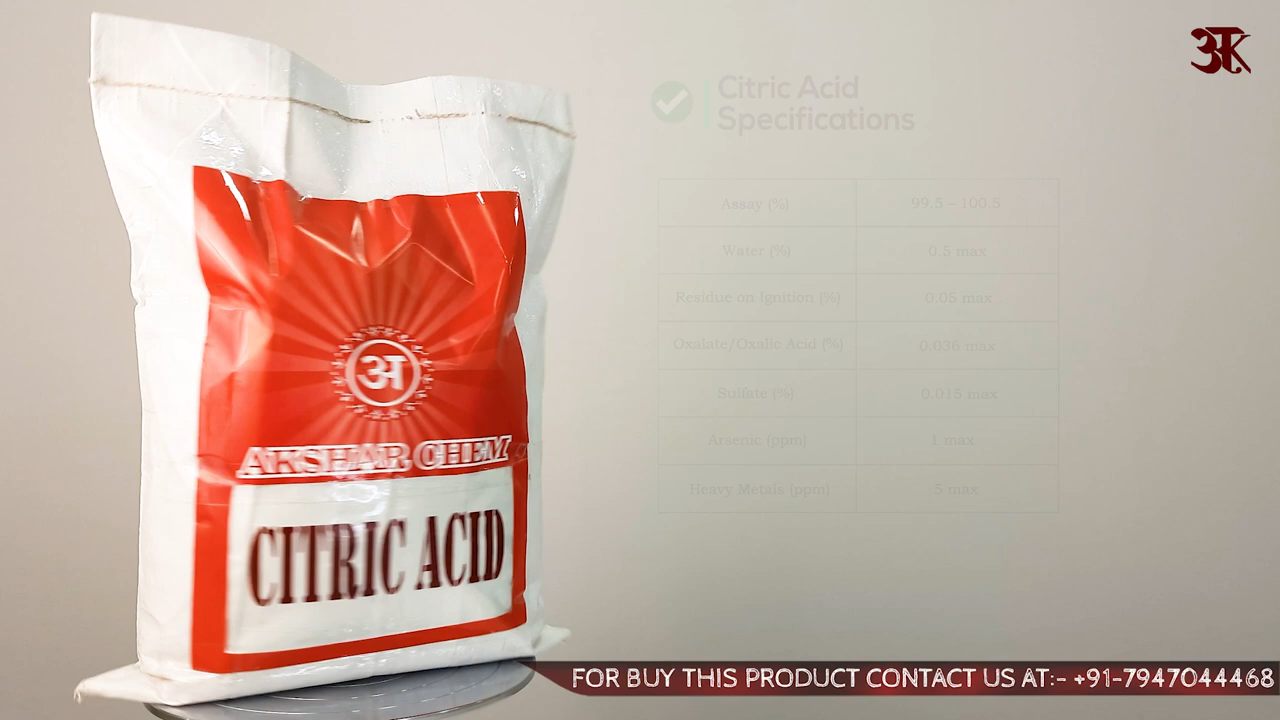 अ
AKSHAR CHEM
CITRIC ACID
Citric Acid
Specifications
Assay (%) 99.5 – 100.5
Water (%) 0.5 max
Residue on Ignition (%) 0.05 max
Oxalate/Oxalic Acid (%) 0.036 max
Sulfate (%) 0.015 max
Arsenic (ppm) 1 max
Heavy Metals (ppm) 5 max
FOR BUY THIS PRODUCT CONTACT US AT:- +91-7947044468